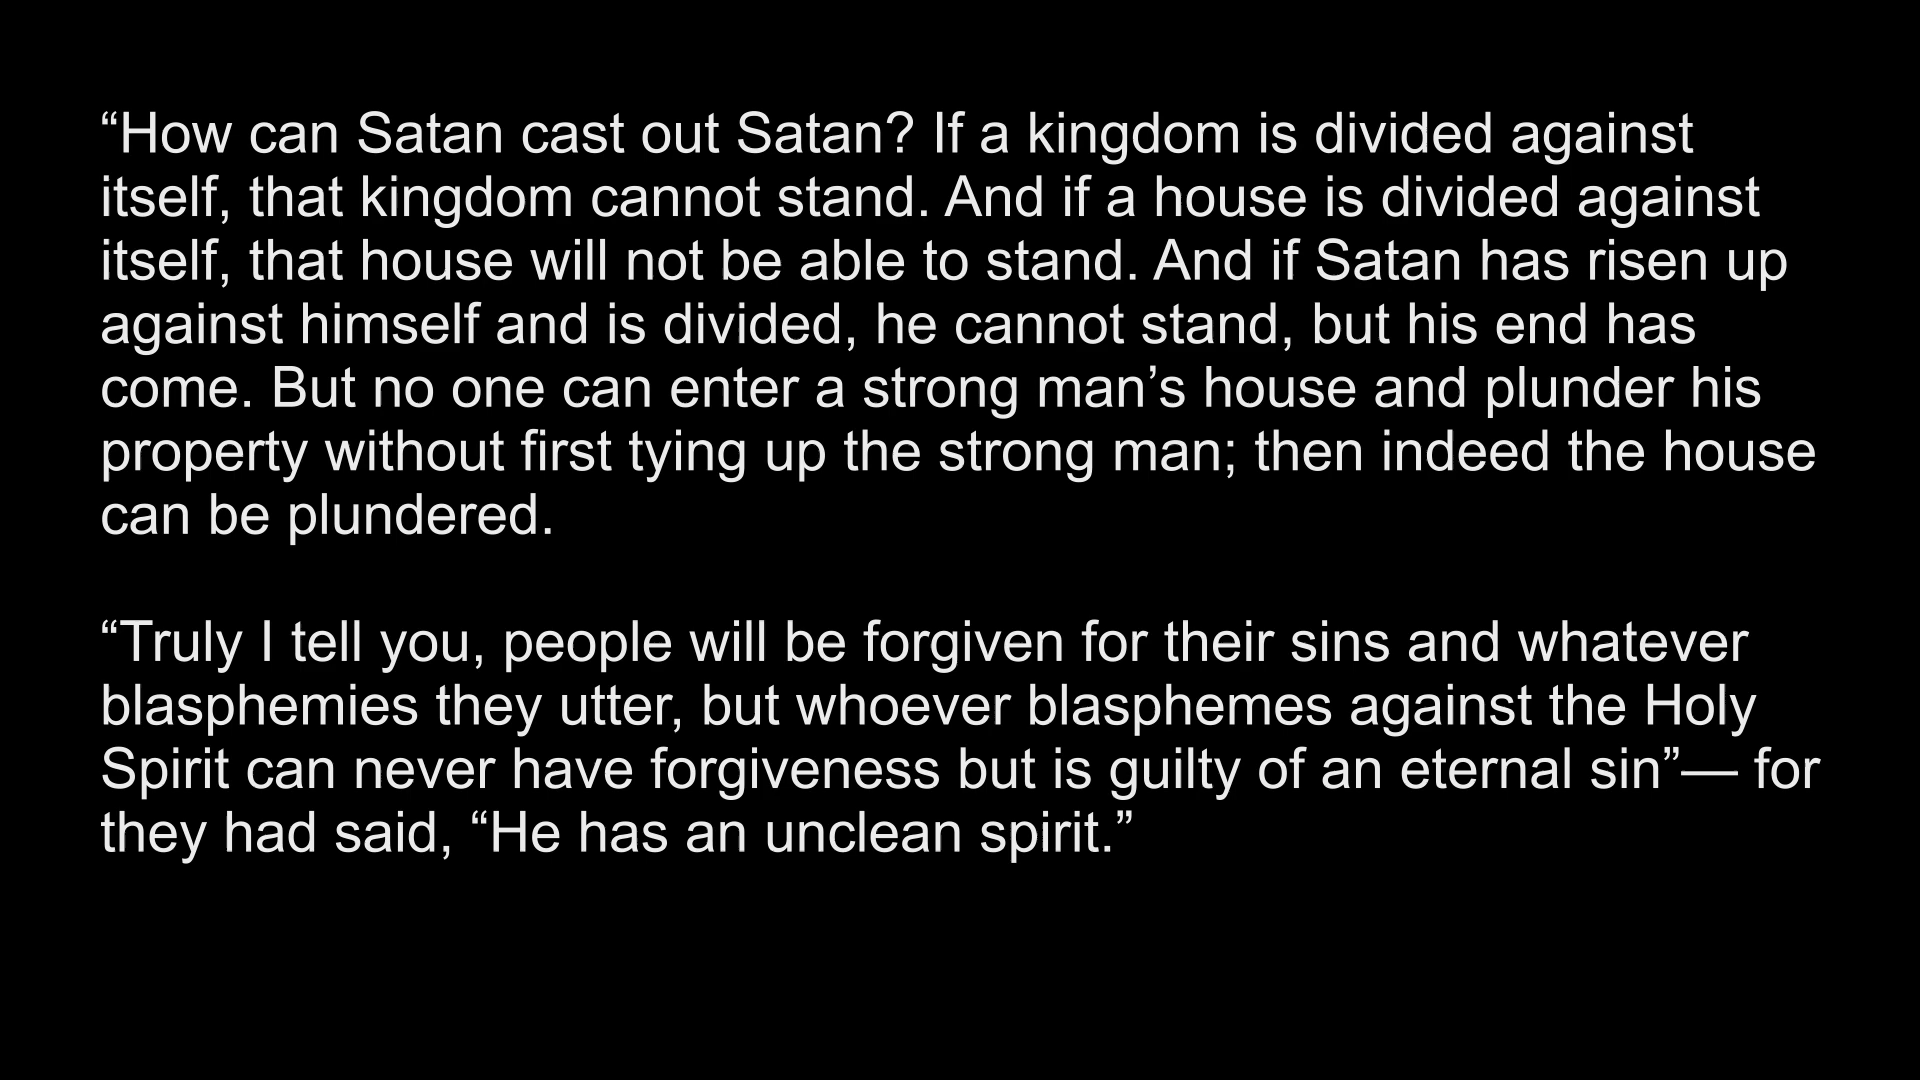 “How can Satan cast out Satan? If a kingdom is divided against
itself, that kingdom cannot stand. And if a house is divided against
itself, that house will not be able to stand. And if Satan has risen up
against himself and is divided, he cannot stand, but his end has
come. But no one can enter a strong man’s house and plunder his
property without first tying up the strong man; then indeed the house
can be plundered.
“Truly I tell you, people will be forgiven for their sins and whatever
blasphemies they utter, but whoever blasphemes against the Holy
Spirit can never have forgiveness but is guilty of an eternal sin”— for
they had said, “He has an unclean spirit.”